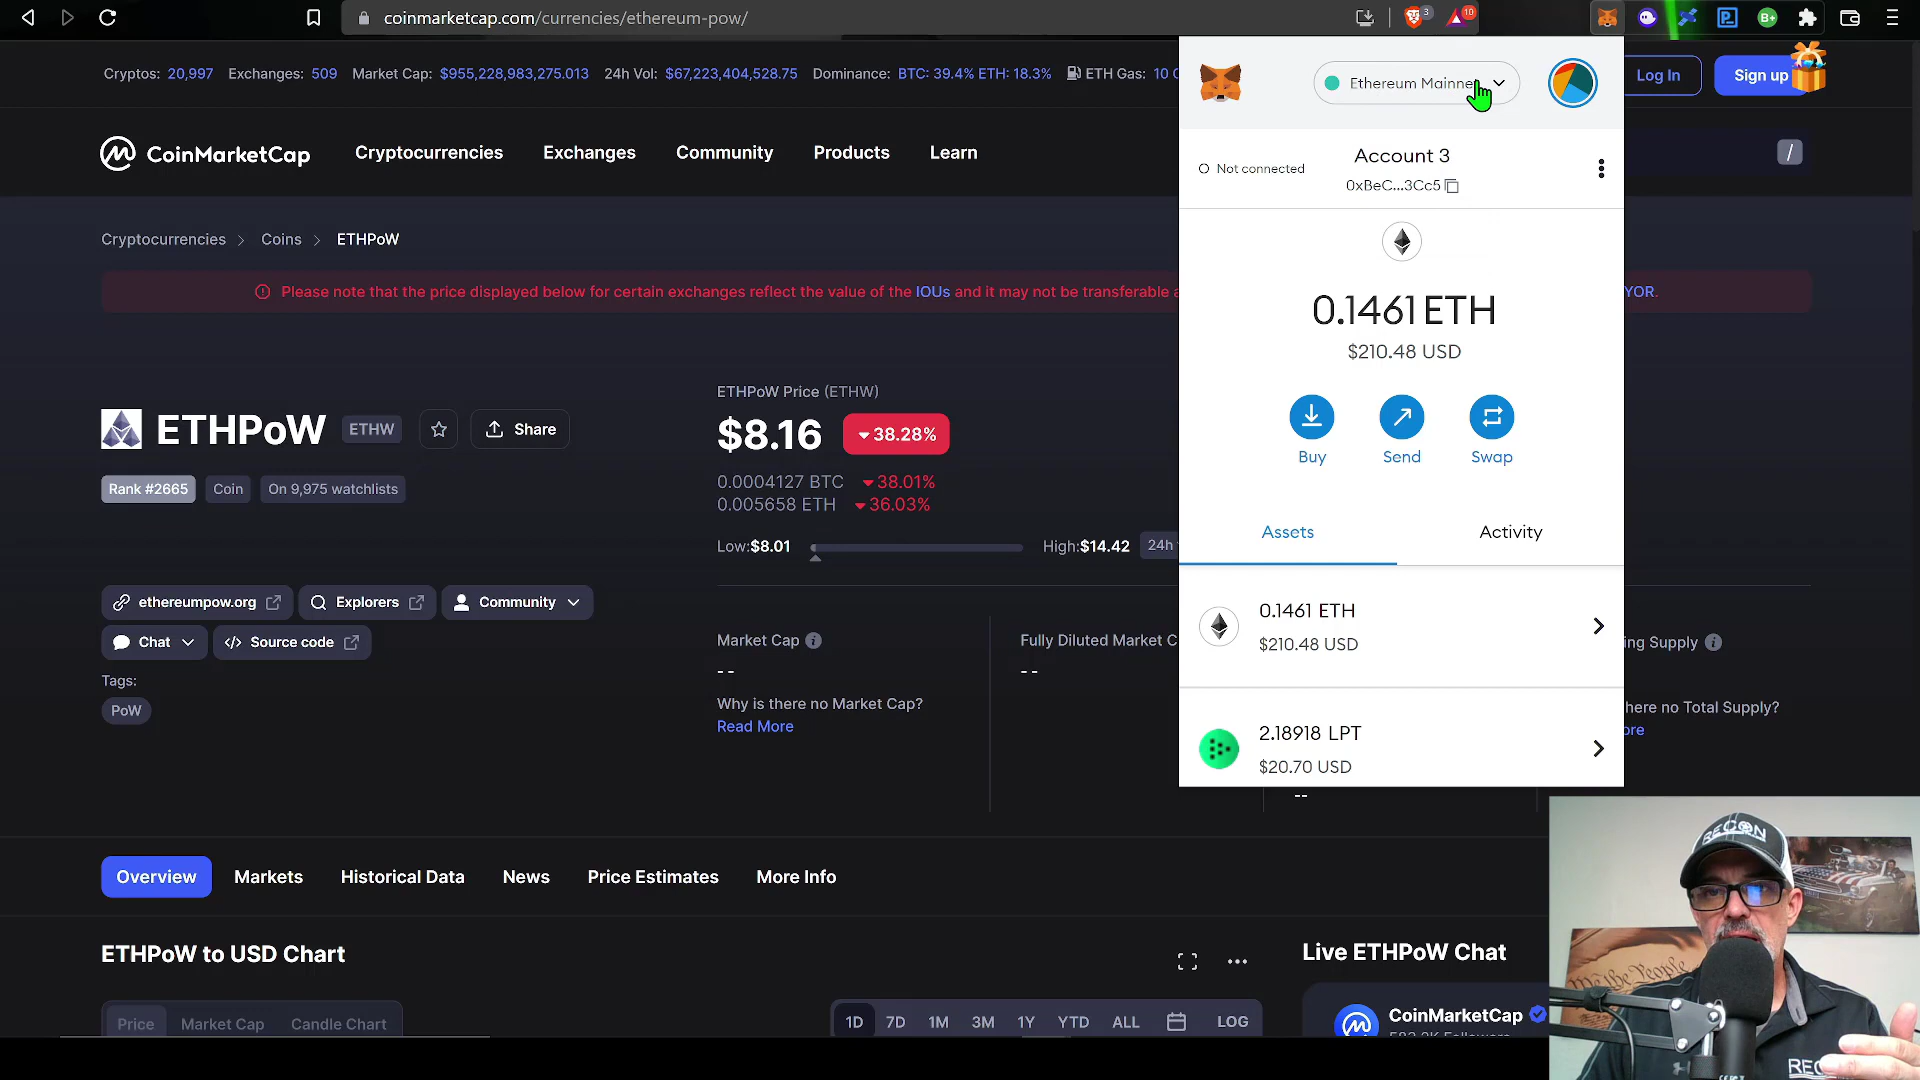 coinmarketcap.com/currencies/ethereum-pow/
3
10
Cryptos: 20,997 Exchanges: 509 Market Cap: $955,228,983,275.013 24h Vol: $67,223,404,528.75 Dominance: BTC: 39.4% ETH: 18.3% ETH Gas: 10
Log In
Sign up
CoinMarketCap
Cryptocurrencies
Exchanges
Community
Products
Learn
/
Cryptocurrencies > Coins > ETHPoW
Please note that the price displayed below for certain exchanges reflect the value of the IOUs and it may not be transferable
YOR.
ETHPoW
ETHW
Share
Rank #2665
Coin
On 9,975 watchlists
ethereumpow.org
Explorers
Community
Chat
Source code
Tags:
PoW
ETHPoW Price (ETHW)
$8.16
38.28%
0.0004127 BTC 38.01%
0.005658 ETH 36.03%
Low:$8.01
High:$14.42
24h
Market Cap
--
Why is there no Market Cap?
Read More
Fully Diluted Market C
--
ing Supply
here no Total Supply?
ore
--
Ethereum Mainne
Not connected
Account 3
0xBeC...3Cc5
0.1461 ETH
$210.48 USD
Buy
Send
Swap
Assets
Activity
0.1461 ETH
$210.48 USD
2.18918 LPT
$20.70 USD
Overview
Markets
Historical Data
News
Price Estimates
More Info
ETHPoW to USD Chart
Price
Market Cap
Candle Chart
1D
7D
1M
3M
1Y
YTD
ALL
LOG
Live ETHPoW Chat
CoinMarketCap
RECON
We the People